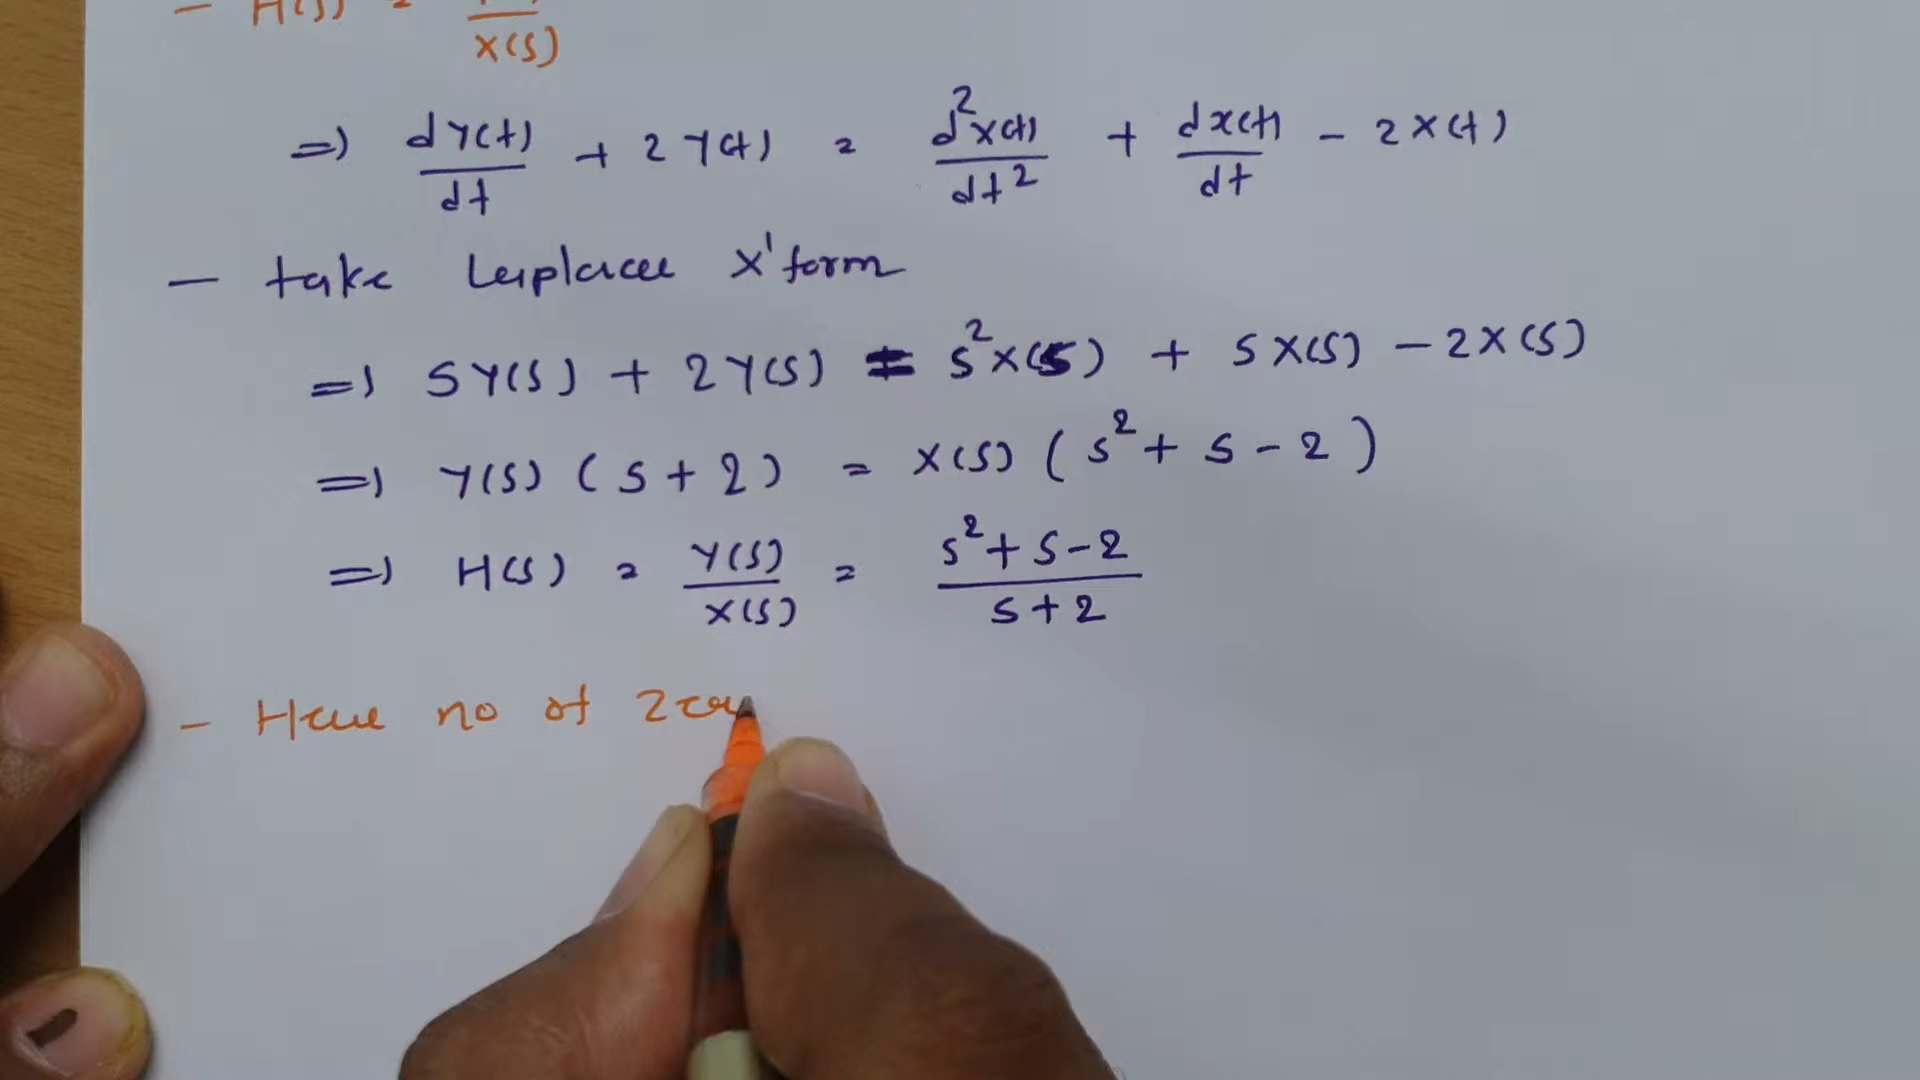 - H(s) = X(s)
=> dy(t)/dt + 2y(t) = d²x(t)/dt² + dx(t)/dt - 2x(t)
- take Laplace x'form
=> sY(s) + 2Y(s) = s²X(s) + sX(s) - 2X(s)
=> Y(s) (s+2) = X(s) (s² + s - 2)
=> H(s) = Y(s)/X(s) = s²+s-2/s+2
- Here no of zero